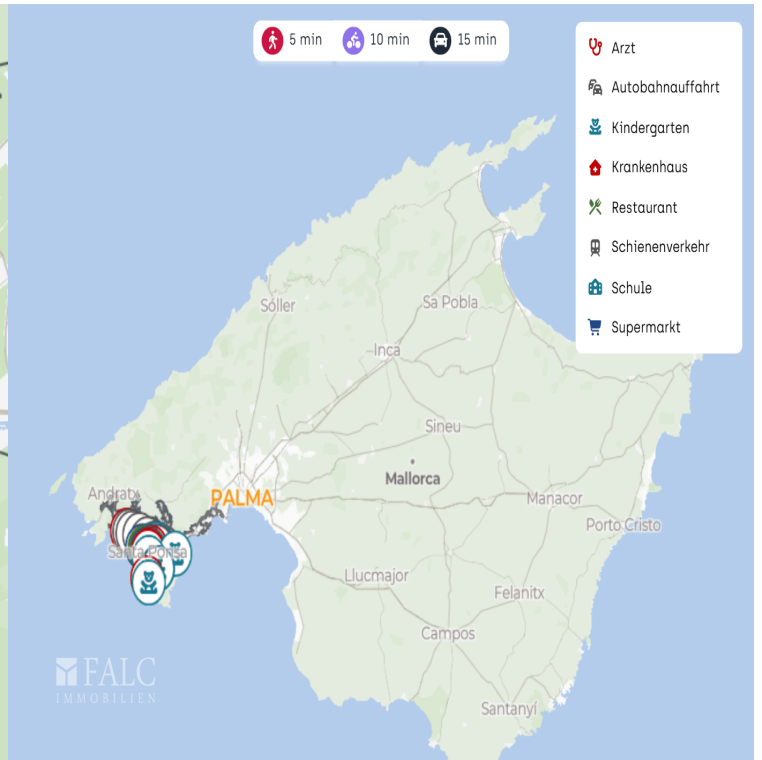 5 min
10 min
15 min
Arzt
Autobahnauffahrt
Kindergarten
Krankenhaus
Restaurant
Schienenverkehr
Schule
Supermarkt
Sóller
Sa Pobla
Inca
Sineu
Mallorca
Andratx
PALMA
Manacor
Porto Cristo
Santa Ponsa
Llucmajor
Felanitx
Campos
Santanyí
FALC
IMMOBILIEN